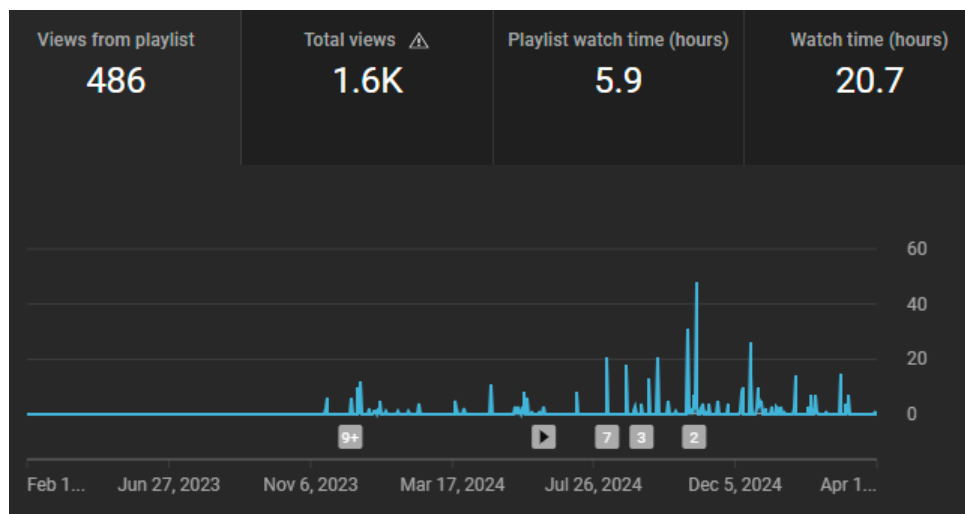 Views from playlist
486
Total views
1.6K
Playlist watch time (hours)
5.9
Watch time (hours)
20.7
60
40
20
0
9+
7
3
2
Feb 1...
Jun 27, 2023
Nov 6, 2023
Mar 17, 2024
Jul 26, 2024
Dec 5, 2024
Apr 1...